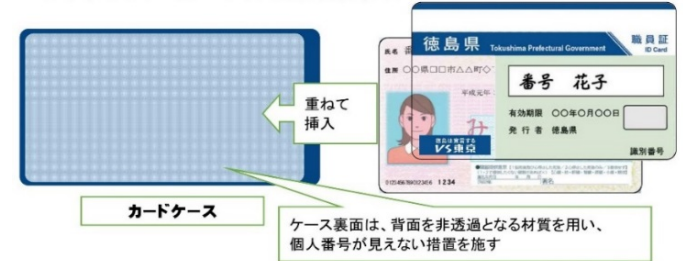 徳島県 Tokushima Prefectural Government
職員証
ID Card
氏名
番号 花子
住所 ○○県□□市△△町◇
平成元年
有効期限 ○○年○月○○日
発行者 徳島県
識別番号
VS東京
1234
重ねて
挿入
カードケース
ケース裏面は、背面を非透過となる材質を用い、
個人番号が見えない措置を施す